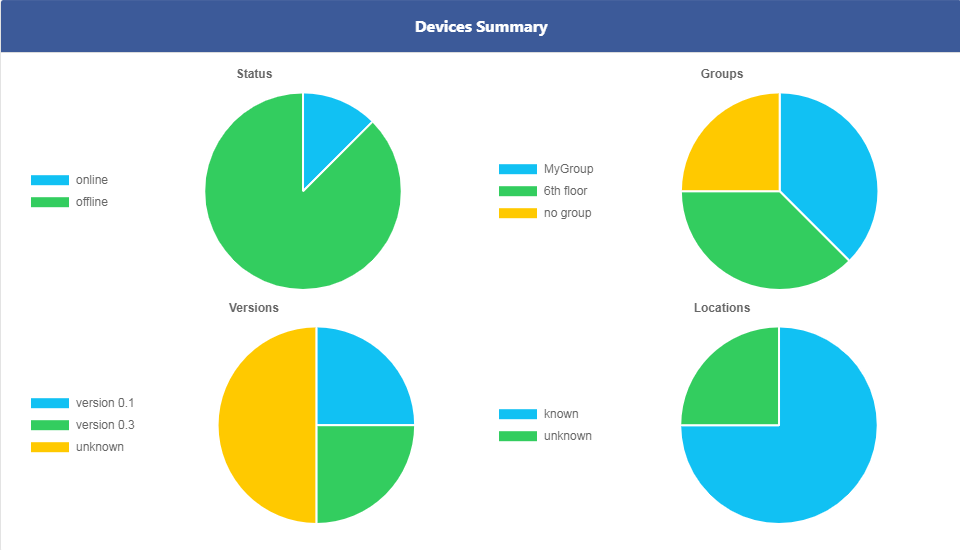 Devices Summary
Status
online
offline
Groups
MyGroup
6th floor
no group
Versions
version 0.1
version 0.3
unknown
Locations
known
unknown